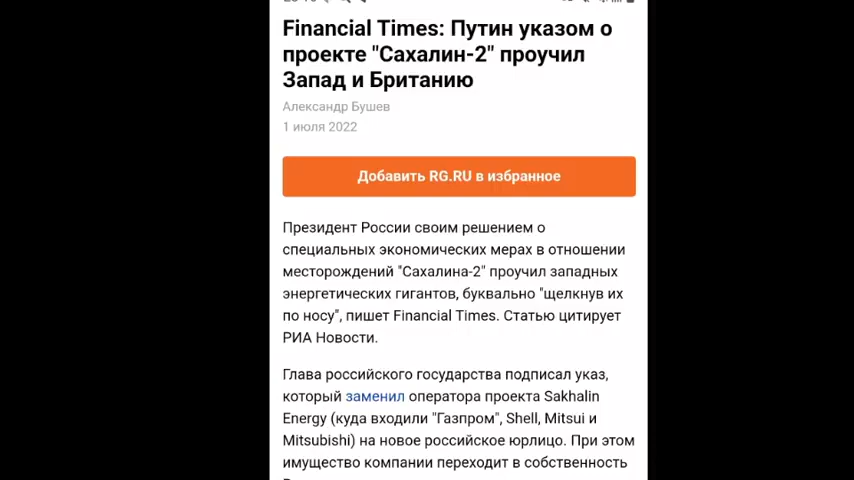 Financial Times: Путин указом о
проекте "Сахалин-2" проучил
Запад и Британию
Александр Бушев
1 июля 2022
Добавить RG.RU в избранное
Президент России своим решением о
специальных экономических мерах в отношении
месторождений "Сахалина-2" проучил западных
энергетических гигантов, буквально "щелкнув их
по носу", пишет Financial Times. Статью цитирует
РИА Новости.
Глава российского государства подписал указ,
который заменил оператора проекта Sakhalin
Energy (куда входили "Газпром", Shell, Mitsui и
Mitsubishi) на новое российское юрлицо. При этом
имущество компании переходит в собственность